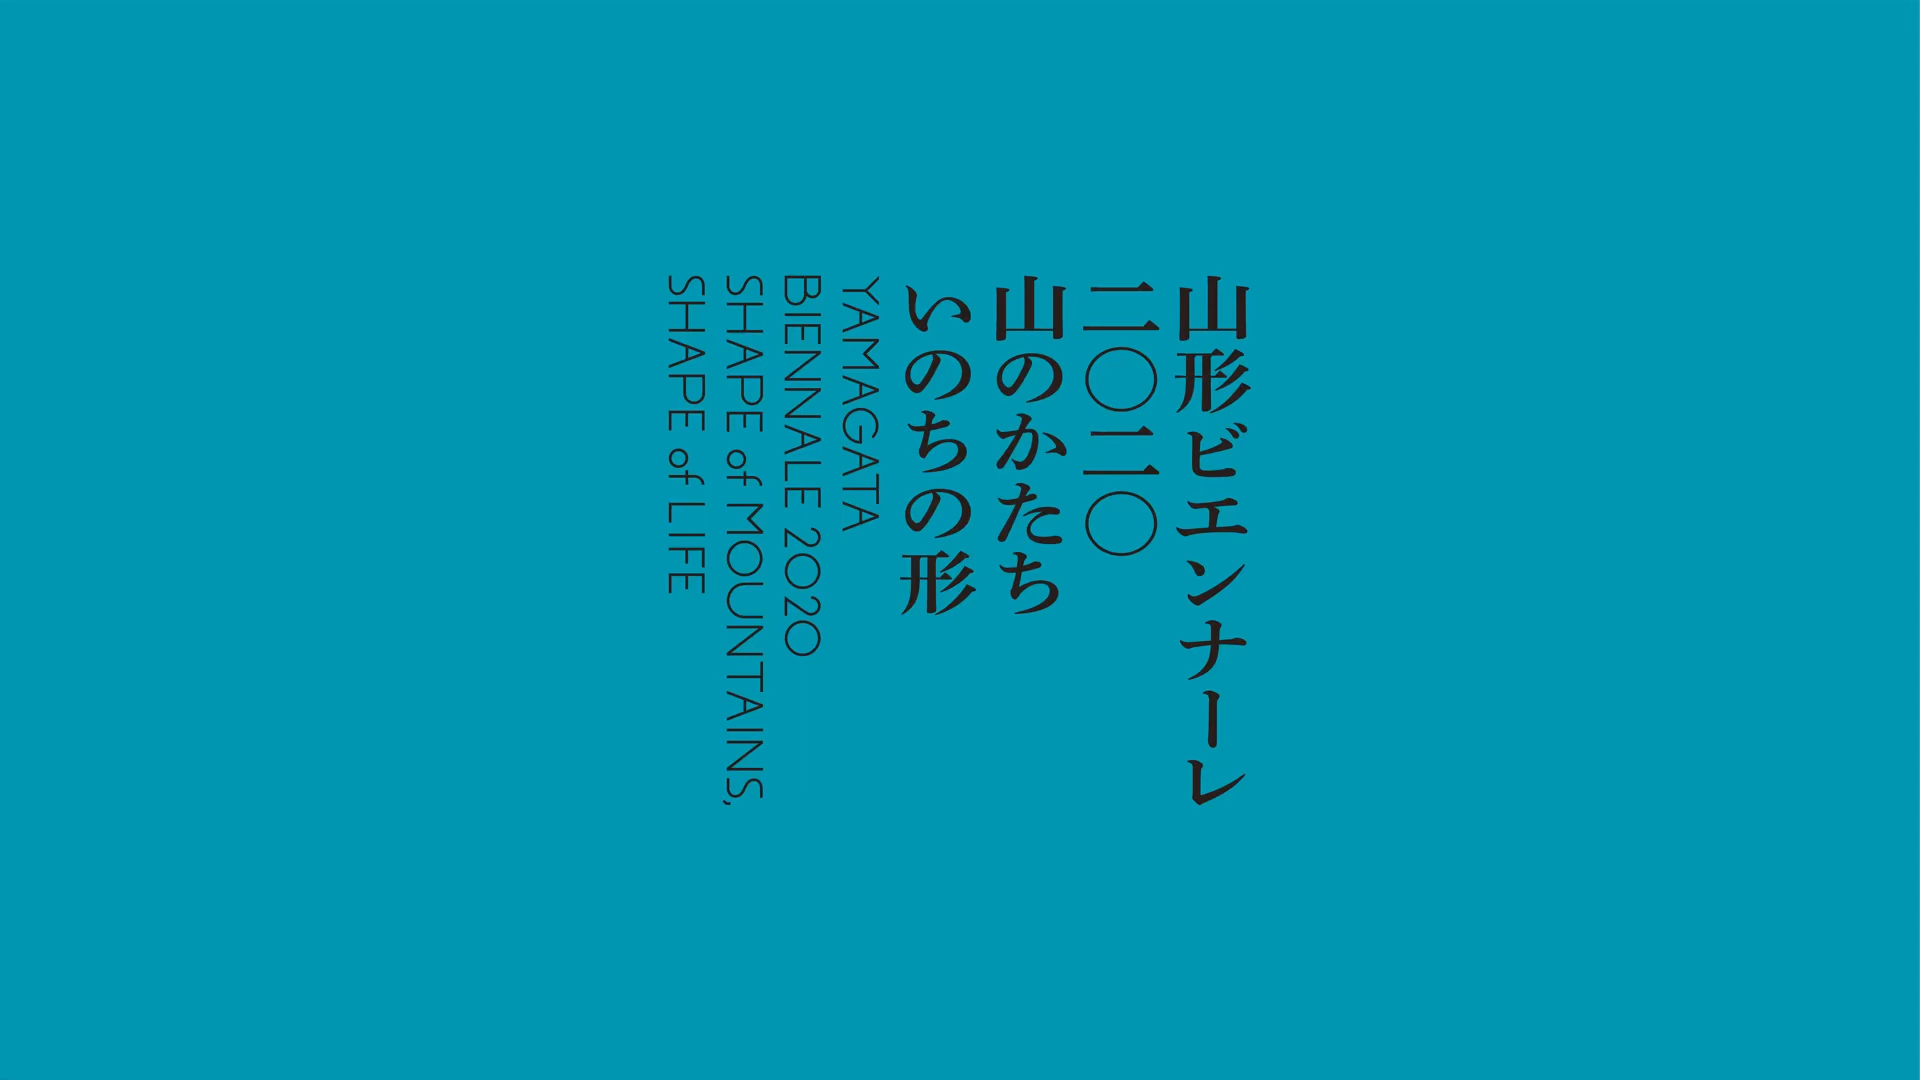 山形ビエンナーレ
二〇二〇
山のかたち
いのちの形
YAMAGATA
BIENNALE 2020
SHAPE of MOUNTAINS,
SHAPE of LIFE